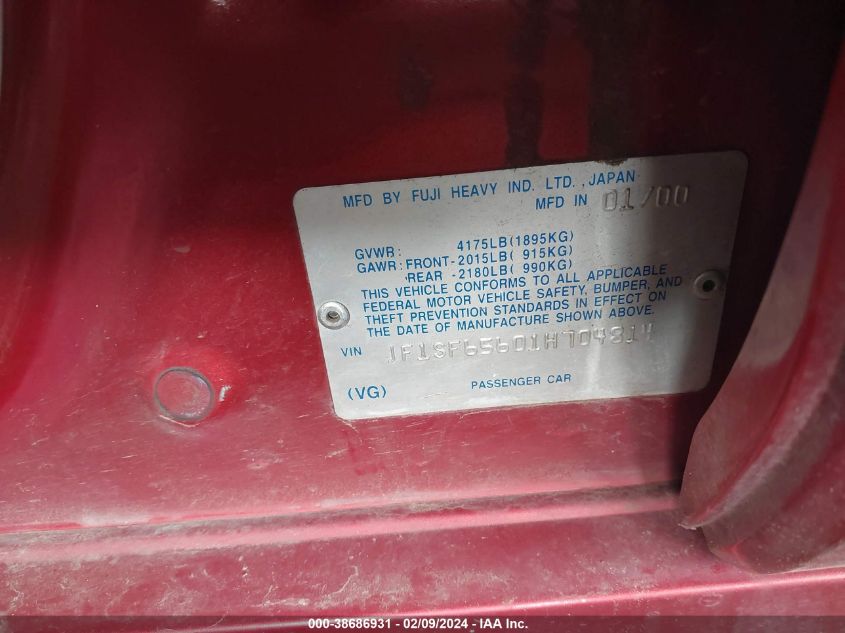 MFD BY FUJI HEAVY IND. LTD., JAPAN
MFD IN 01/00
GVWR: 4175LB(1895KG)
GAWR:FRONT-2015LB( 915KG)
REAR -2180LB( 990KG)
THIS VEHICLE CONFORMS TO ALL APPLICABLE
FEDERAL MOTOR VEHICLE SAFETY, BUMPER, AND
THEFT PREVENTION STANDARDS IN EFFECT ON
THE DATE OF MANUFACTURE SHOWN ABOVE.
VIN JF1SF65601H704814
(VG) PASSENGER CAR
000-38686931 - 02/09/2024 - IAA Inc.